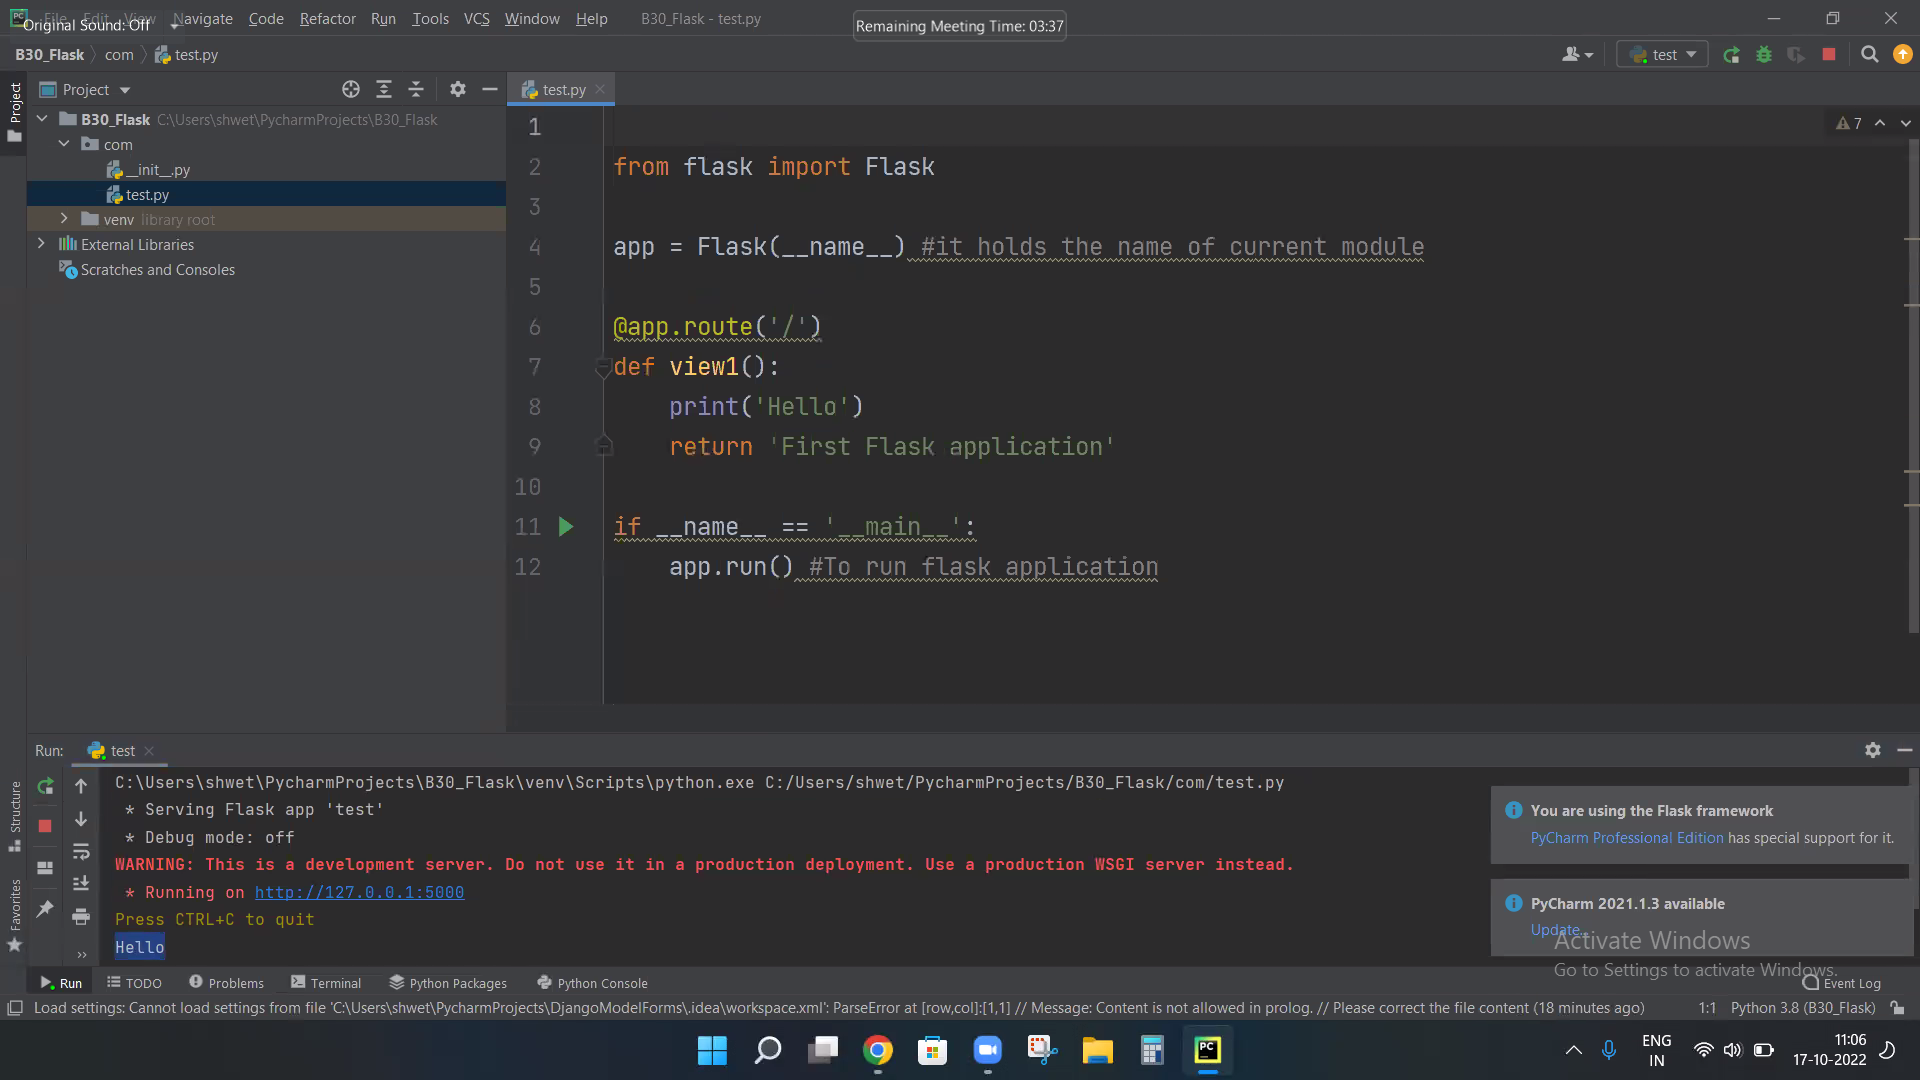 File Edit View Navigate Code Refactor Run Tools VCS Window Help B30_Flask - test.py
Original Sound: Off
Remaining Meeting Time: 03:37
B30_Flask com test.py
test
Project
Project
test.py
B30_Flask C:\Users\shwet\PycharmProjects\B30_Flask
com
__init__.py
test.py
venv library root
External Libraries
Scratches and Consoles
7
1
2 from flask import Flask
3
4 app = Flask(__name__) #it holds the name of current module
5
6 @app.route('/')
7 def view1():
8 print('Hello')
9 return 'First Flask application'
10
11 if __name__ == '__main__':
12 app.run() #To run flask application
Run: test
C:\Users\shwet\PycharmProjects\B30_Flask\venv\Scripts\python.exe C:/Users/shwet/PycharmProjects/B30_Flask/com/test.py
* Serving Flask app 'test'
* Debug mode: off
WARNING: This is a development server. Do not use it in a production deployment. Use a production WSGI server instead.
* Running on http://127.0.0.1:5000
Press CTRL+C to quit
Hello
Structure
Favorites
You are using the Flask framework
PyCharm Professional Edition has special support for it.
PyCharm 2021.1.3 available
Update...
Activate Windows
Go to Settings to activate Windows.
Run TODO Problems Terminal Python Packages Python Console Event Log
Load settings: Cannot load settings from file 'C:\Users\shwet\PycharmProjects\DjangoModelForms\.idea\workspace.xml': ParseError at [row,col]:[1,1] // Message: Content is not allowed in prolog. // Please correct the file content (18 minutes ago) 1:1 Python 3.8 (B30_Flask)
PC
ENG
IN
11:06
17-10-2022